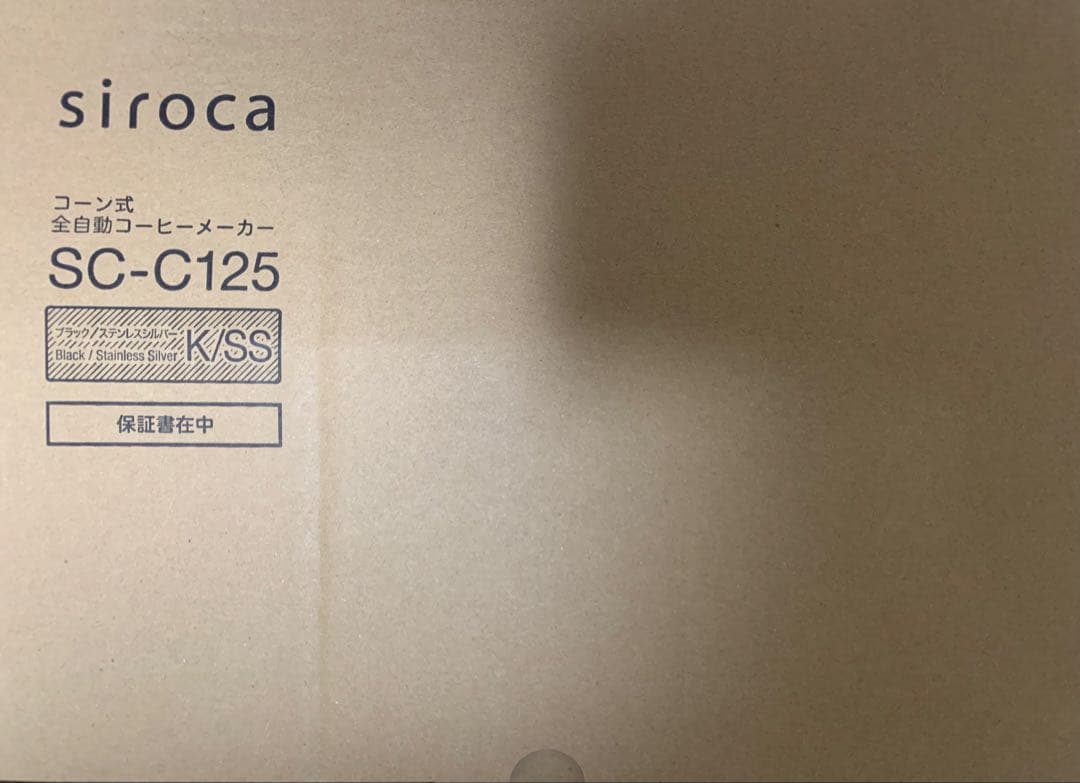 siroca
コーン式
全自動コーヒーメーカー
SC-C125
ブラック/ステンレスシルバー
Black / Stainless Silver
K/SS
保証書在中